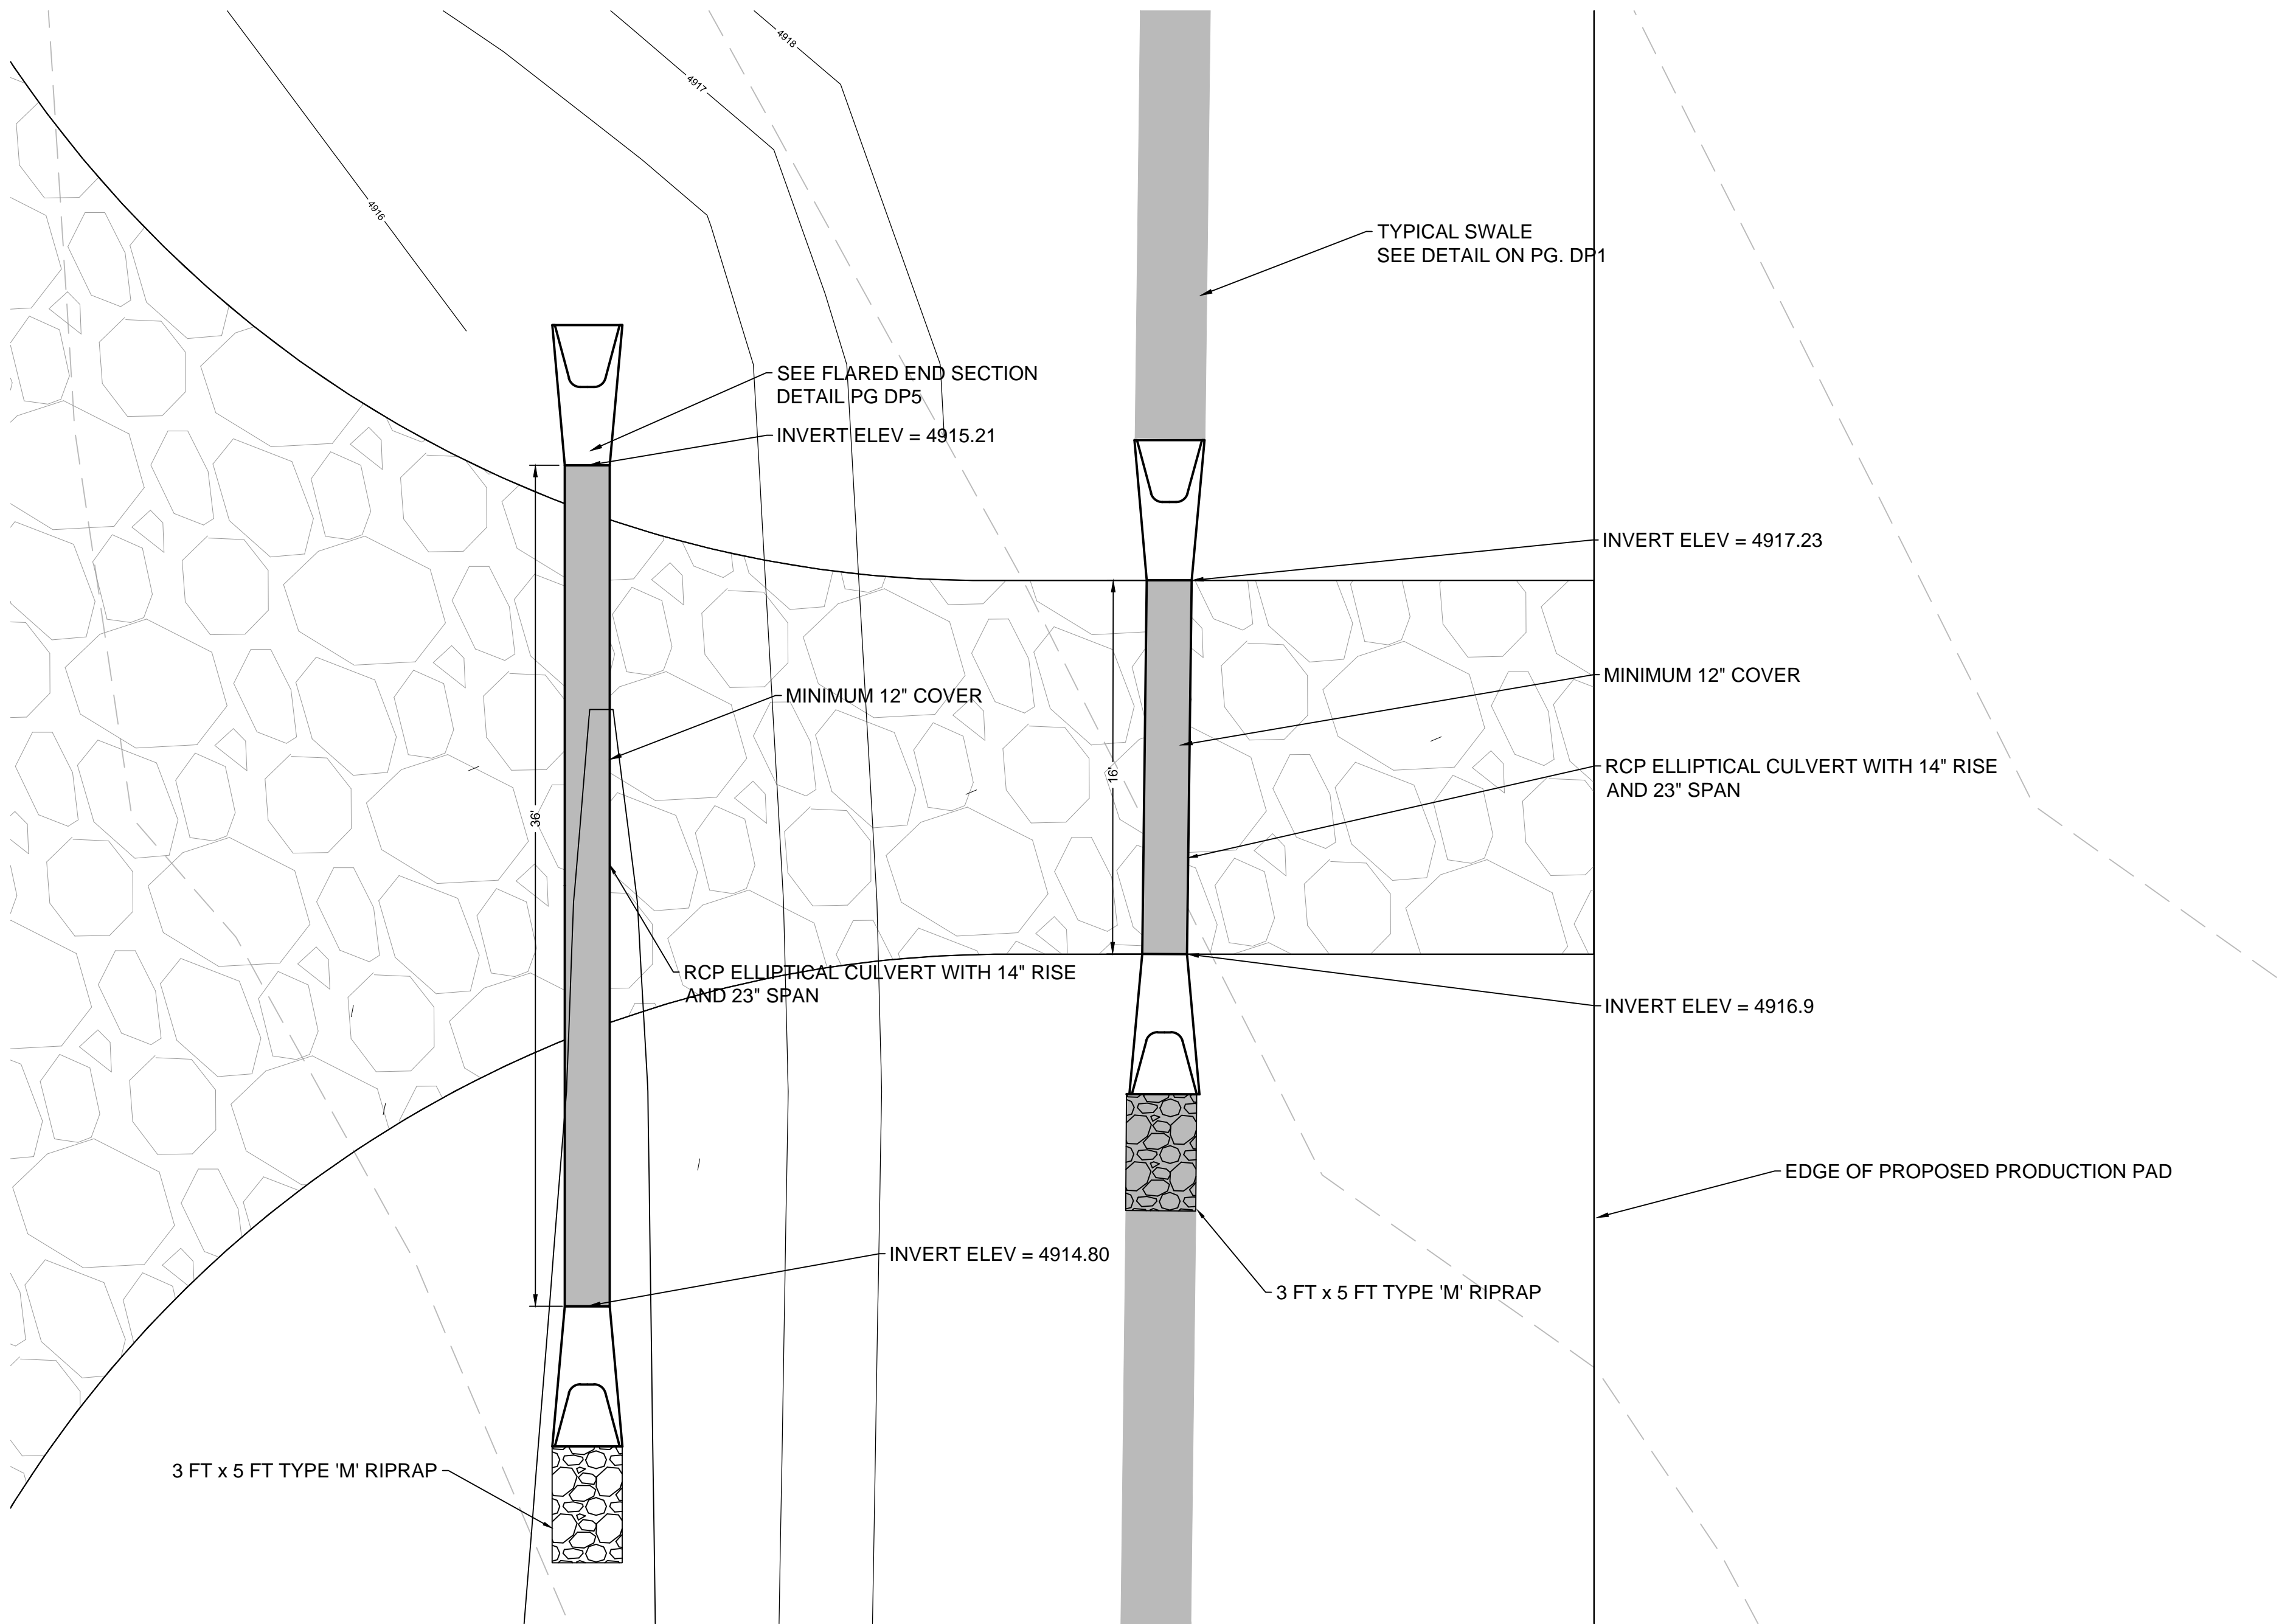 4918
4917
4916
TYPICAL SWALE
SEE DETAIL ON PG. DP1
SEE FLARED END SECTION
DETAIL PG DP5
INVERT ELEV = 4915.21
INVERT ELEV = 4917.23
MINIMUM 12" COVER
MINIMUM 12" COVER
16'
RCP ELLIPTICAL CULVERT WITH 14" RISE
AND 23" SPAN
36'
RCP ELLIPTICAL CULVERT WITH 14" RISE
AND 23" SPAN
INVERT ELEV = 4916.9
EDGE OF PROPOSED PRODUCTION PAD
INVERT ELEV = 4914.80
3 FT x 5 FT TYPE 'M' RIPRAP
3 FT x 5 FT TYPE 'M' RIPRAP